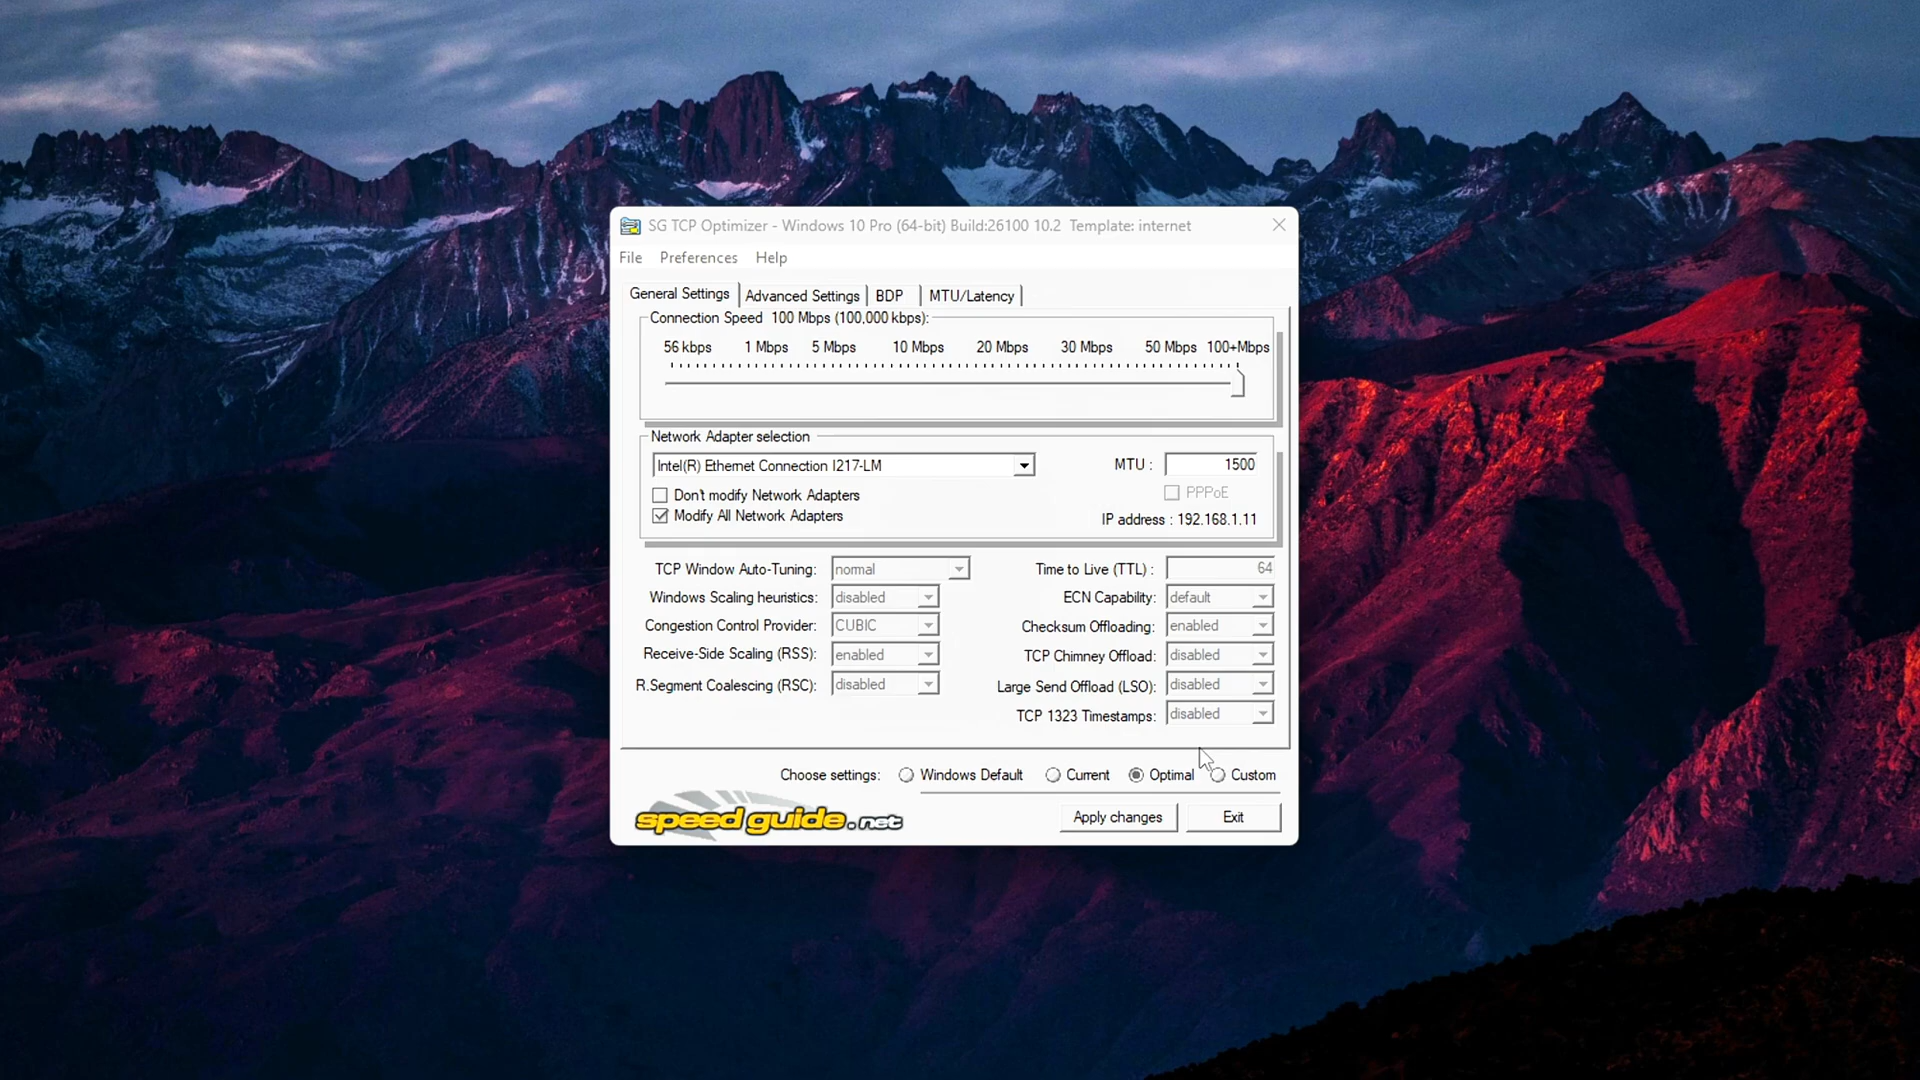 SG TCP Optimizer - Windows 10 Pro (64-bit) Build:26100 10.2  Template: internet
File Preferences Help
General Settings Advanced Settings BDP MTU/Latency
Connection Speed 100 Mbps (100,000 kbps):
56 kbps 1 Mbps 5 Mbps 10 Mbps 20 Mbps 30 Mbps 50 Mbps 100+Mbps
Network Adapter selection
Intel(R) Ethernet Connection I217-LM MTU : 1500
Don't modify Network Adapters PPPoE
Modify All Network Adapters IP address : 192.168.1.11
TCP Window Auto-Tuning: normal Time to Live (TTL) : 64
Windows Scaling heuristics: disabled ECN Capability: default
Congestion Control Provider: CUBIC Checksum Offloading: enabled
Receive-Side Scaling (RSS): enabled TCP Chimney Offload: disabled
R.Segment Coalescing (RSC): disabled Large Send Offload (LSO): disabled
TCP 1323 Timestamps: disabled
Choose settings: Windows Default Current Optimal Custom
speed guide.net Apply changes Exit